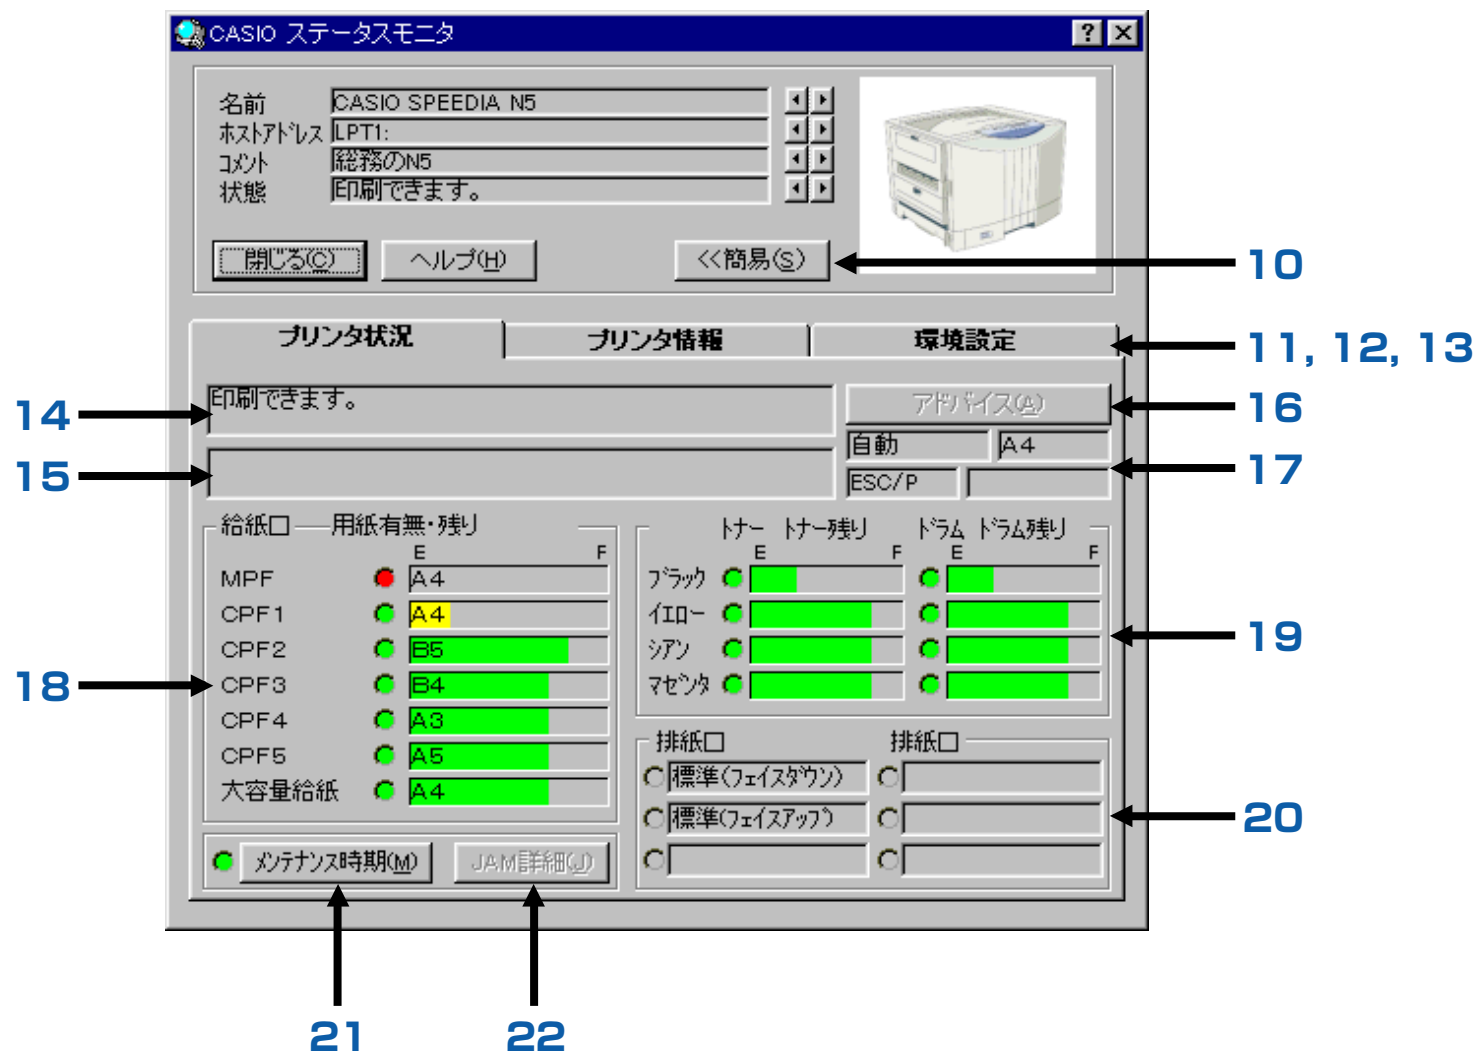 CASIO ステータスモニタ
名前 CASIO SPEEDIA N5
ホストアドレス LPT1:
コメント 総務のN5
状態 印刷できます。
閉じる(C) ヘルプ(H) <<簡易(S)
10
プリンタ状況 プリンタ情報 環境設定
11, 12, 13
14
印刷できます。
アドバイス(A)
16
15
自動 A4
ESC/P
17
給紙口 用紙有無・残り
E F
MPF A4
CPF1 A4
CPF2 B5
CPF3 B4
CPF4 A3
CPF5 A5
大容量給紙 A4
18
トナー トナー残り ドラム ドラム残り
E F E F
ブラック
イエロー
シアン
マゼンタ
19
排紙口 排紙口
標準(フェイスダウン)
標準(フェイスアップ)
20
メンテナンス時期(M) JAM詳細(J)
21 22